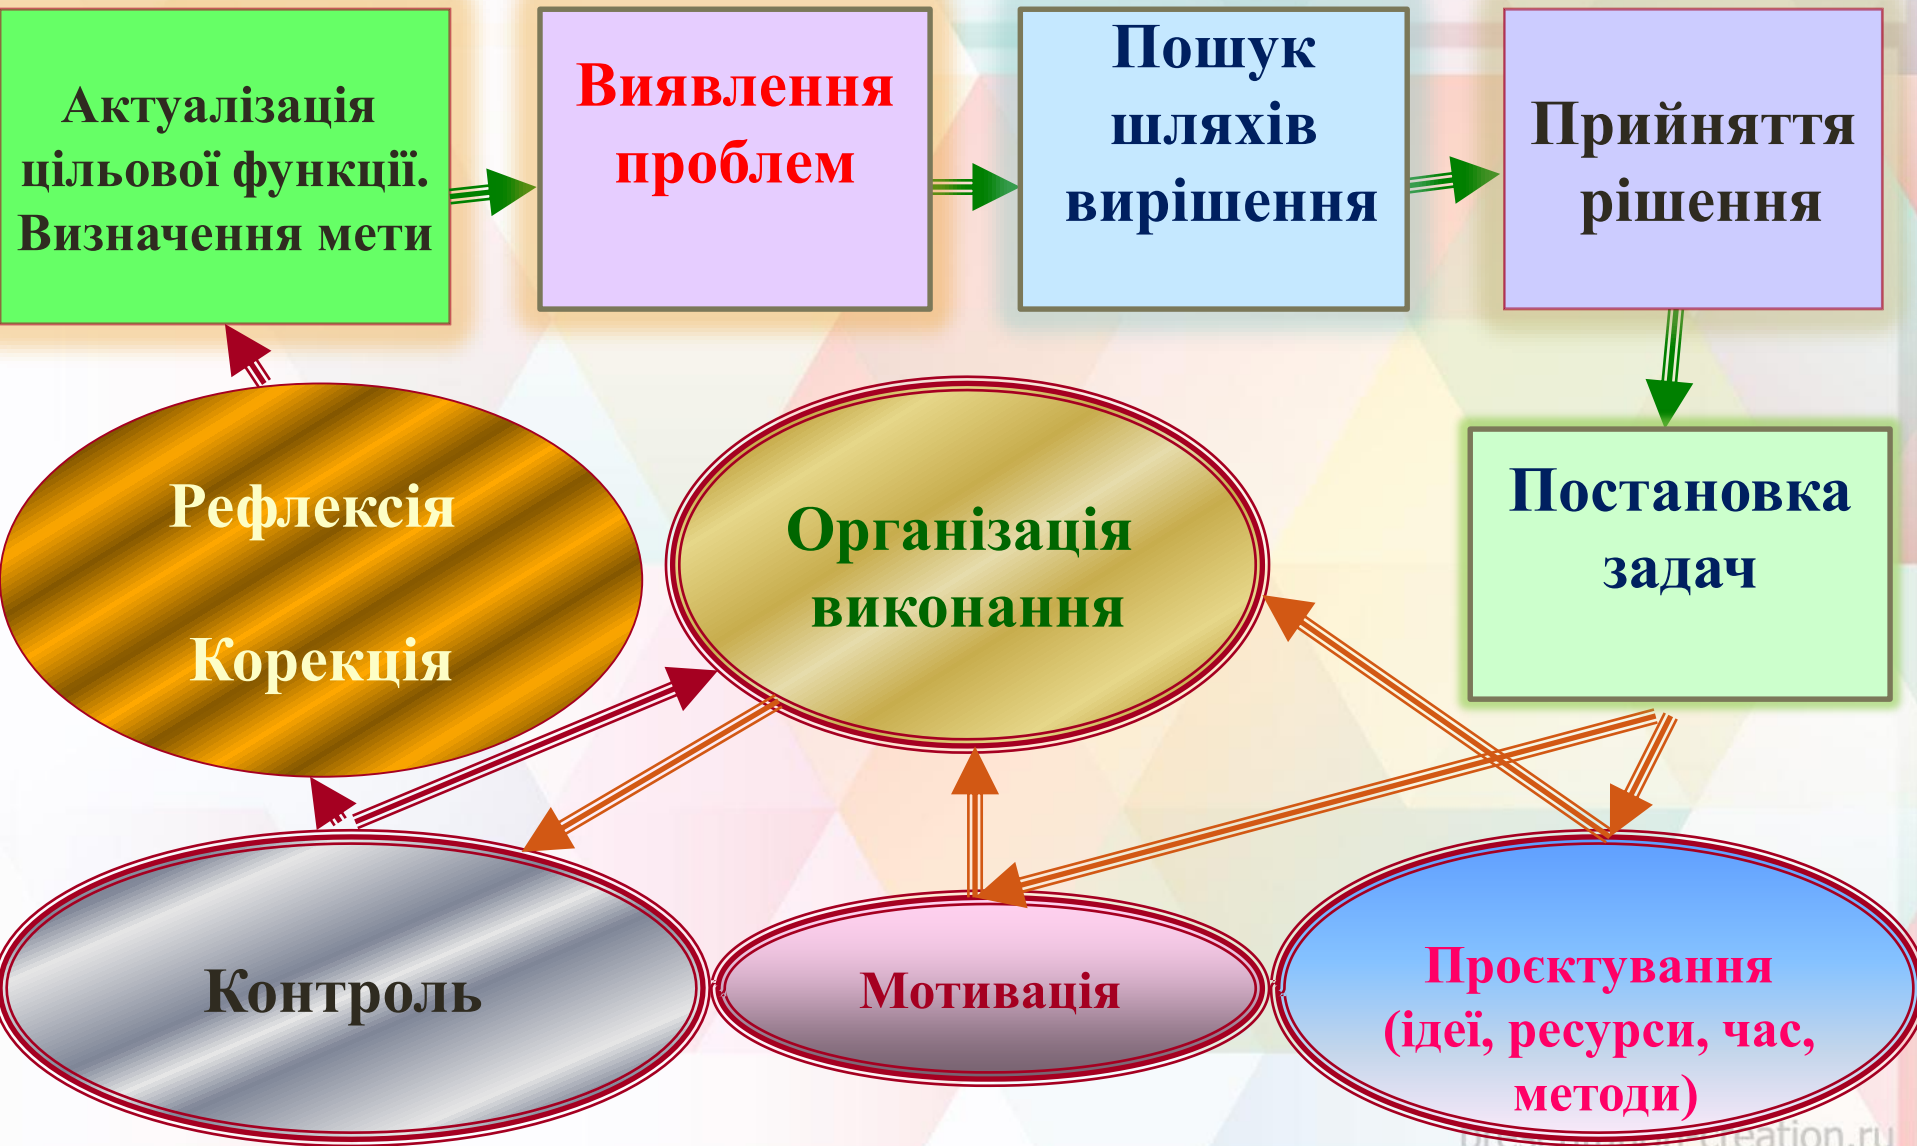 Актуалізація
цільової функції.
Визначення мети
Виявлення
проблем
Пошук
шляхів
вирішення
Прийняття
рішення
Рефлексія
Корекція
Організація
виконання
Постановка
задач
Контроль
Мотивація
Проєктування
(ідеї, ресурси, час,
методи)